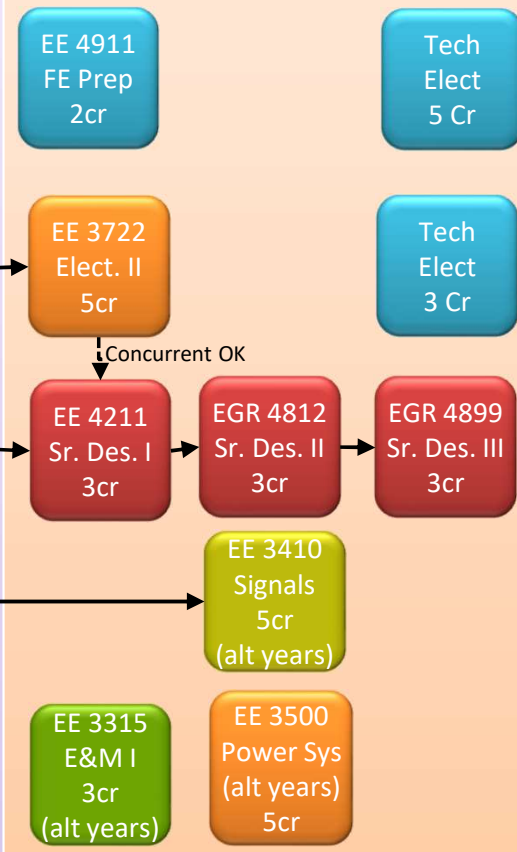 EE 4911
FE Prep
2cr
Tech
Elect
5 Cr
EE 3722
Elect. II
5cr
Tech
Elect
3 Cr
Concurrent OK
EE 4211
Sr. Des. I
3cr
EGR 4812
Sr. Des. II
3cr
EGR 4899
Sr. Des. III
3cr
EE 3410
Signals
5cr
(alt years)
EE 3315
E&M I
3cr
(alt years)
EE 3500
Power Sys
(alt years)
5cr